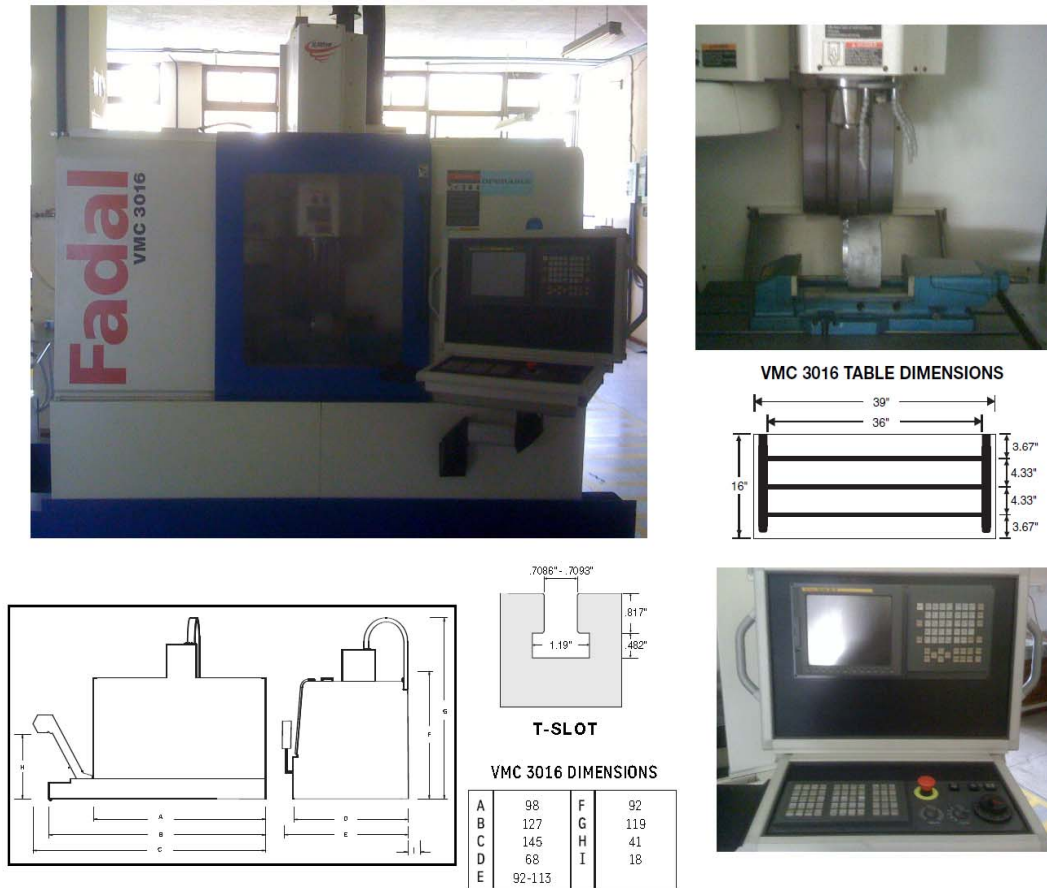 Fadal
VMC 3016
DANGER
OPERABLE
VMC 3016 TABLE DIMENSIONS
39"
36"
16"
3.67"
4.33"
4.33"
3.67"
.7086" - .7093"
.817"
1.19"
.482"
T-SLOT
A
B
C
D
E
F
G
H
I
VMC 3016 DIMENSIONS
A 98 F 92
B 127 G 119
C 145 H 41
D 68 I 18
E 92-113